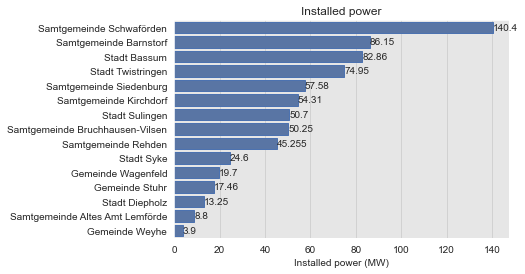 Installed power
Samtgemeinde Schwaförden 140.4
Samtgemeinde Barnstorf 86.15
Stadt Bassum 82.86
Stadt Twistringen 74.95
Samtgemeinde Siedenburg 57.58
Samtgemeinde Kirchdorf 54.31
Stadt Sulingen 50.7
Samtgemeinde Bruchhausen-Vilsen 50.25
Samtgemeinde Rehden 45.255
Stadt Syke 24.6
Gemeinde Wagenfeld 19.7
Gemeinde Stuhr 17.46
Stadt Diepholz 13.25
Samtgemeinde Altes Amt Lemförde 8.8
Gemeinde Weyhe 3.9
0 20 40 60 80 100 120 140
Installed power (MW)